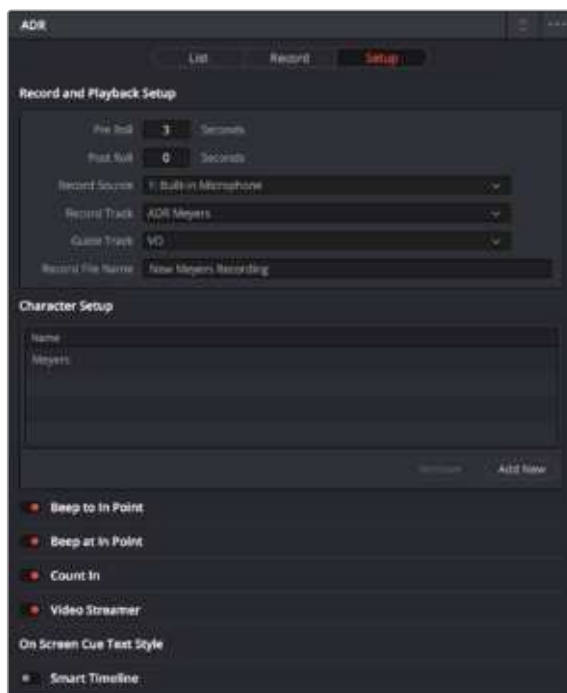 ADR
List Record Setup
Record and Playback Setup
Pre Roll 3 Seconds
Post Roll 0 Seconds
Record Source 1: Built-in Microphone
Record Track ADR Meyers
Guide Track VO
Record File Name New Meyers Recording
Character Setup
Name
Meyers
Remove Add New
Beep to In Point
Beep at In Point
Count In
Video Streamer
On Screen Cue Text Style
Smart Timeline